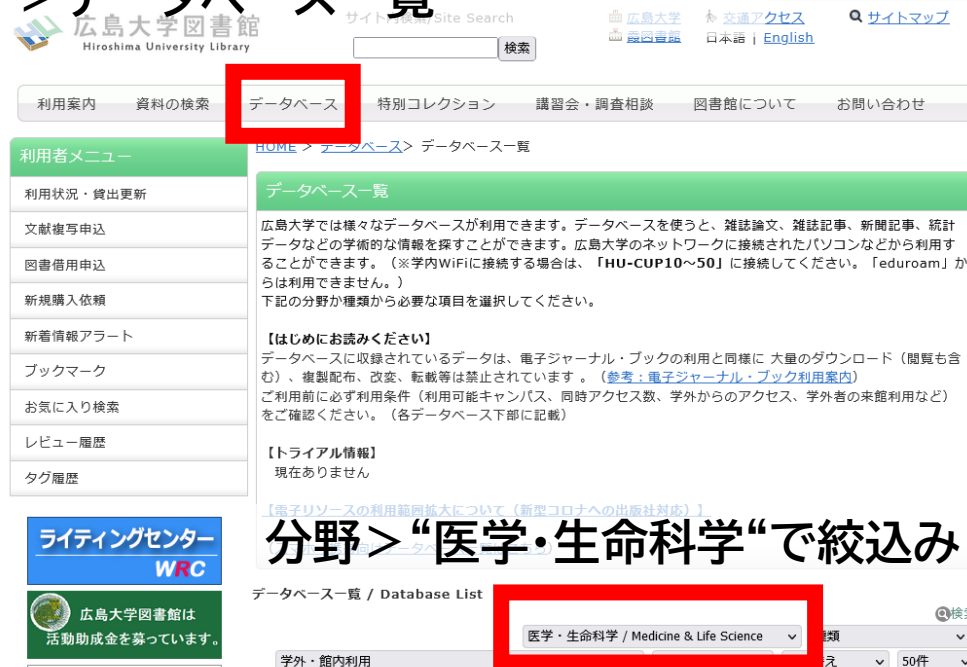 ＞データベース一覧
広島大学図書館
Hiroshima University Library
サイト内検索/Site Search
検索
広島大学
霞図書館
交通アクセス
日本語 | English
サイトマップ
利用案内 資料の検索 データベース 特別コレクション 講習会・調査相談 図書館について お問い合わせ
利用者メニュー
利用状況・貸出更新
文献複写申込
図書借用申込
新規購入依頼
新着情報アラート
ブックマーク
お気に入り検索
レビュー履歴
タグ履歴
ライティングセンター
WRC
広島大学図書館は
活動助成金を募っています。
HOME > データベース> データベース一覧
データベース一覧
広島大学では様々なデータベースが利用できます。データベースを使うと、雑誌論文、雑誌記事、新聞記事、統計
データなどの学術的な情報を探すことができます。広島大学のネットワークに接続されたパソコンなどから利用す
ることができます。（※学内WiFiに接続する場合は、「HU-CUP10～50」に接続してください。「eduroam」か
らは利用できません。）
下記の分野か種類から必要な項目を選択してください。
【はじめにお読みください】
データベースに収録されているデータは、電子ジャーナル・ブックの利用と同様に 大量のダウンロード（閲覧も含
む）、複製配布、改変、転載等は禁止されています 。（参考：電子ジャーナル・ブック利用案内）
ご利用前に必ず利用条件（利用可能キャンパス、同時アクセス数、学外からのアクセス、学外者の来館利用など）
をご確認ください。（各データベース下部に記載）
【トライアル情報】
現在ありません
【電子リソースの利用範囲拡大について（新型コロナへの出版社対応）】
分野＞“医学・生命科学“で絞込み
データベース一覧 / Database List
検索
医学・生命科学 / Medicine & Life Science
種類
学外・館内利用
え
50件